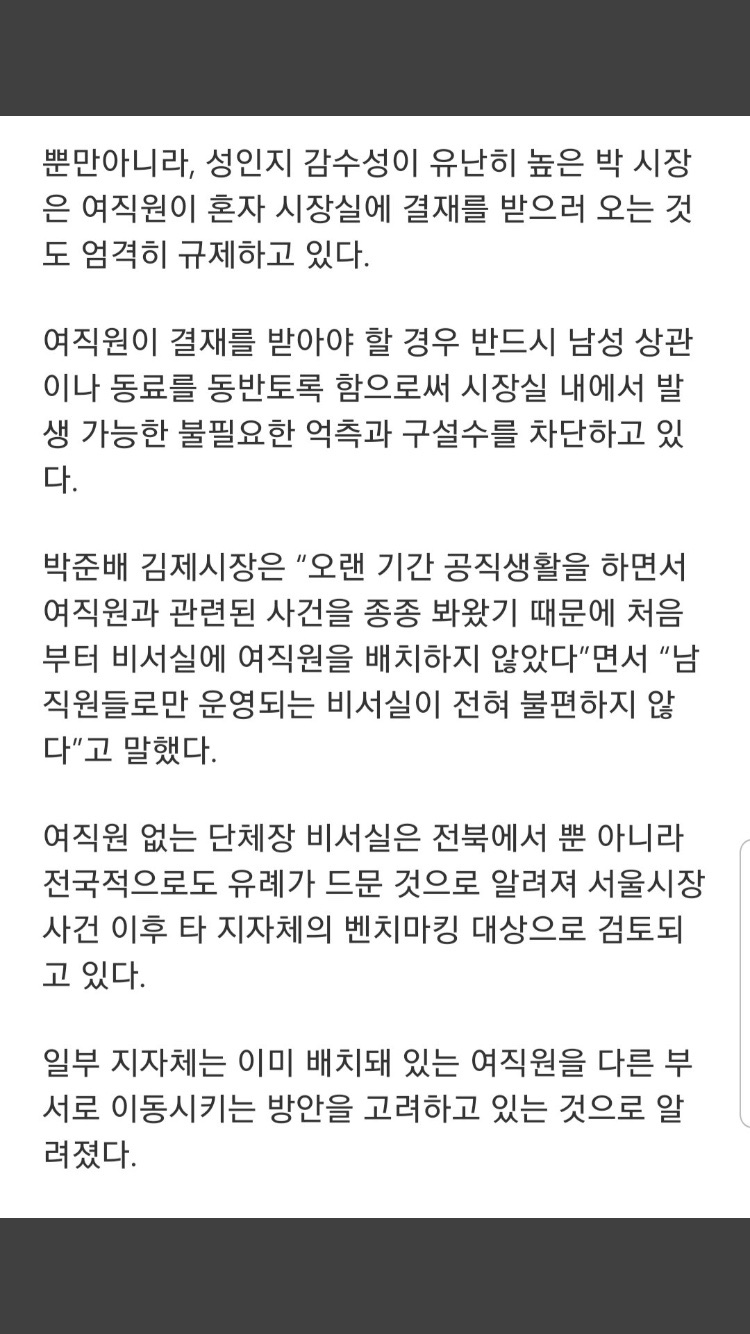 뿐만아니라, 성인지 감수성이 유난히 높은 박 시장
은 여직원이 혼자 시장실에 결재를 받으러 오는 것
도 엄격히 규제하고 있다.
여직원이 결재를 받아야 할 경우 반드시 남성 상관
이나 동료를 동반토록 함으로써 시장실 내에서 발
생 가능한 불필요한 억측과 구설수를 차단하고 있
다.
박준배 김제시장은 “오랜 기간 공직생활을 하면서
여직원과 관련된 사건을 종종 봐왔기 때문에 처음
부터 비서실에 여직원을 배치하지 않았다”면서 “남
직원들로만 운영되는 비서실이 전혀 불편하지 않
다”고 말했다.
여직원 없는 단체장 비서실은 전북에서 뿐 아니라
전국적으로도 유례가 드문 것으로 알려져 서울시장
사건 이후 타 지자체의 벤치마킹 대상으로 검토되
고 있다.
일부 지자체는 이미 배치돼 있는 여직원을 다른 부
서로 이동시키는 방안을 고려하고 있는 것으로 알
려졌다.